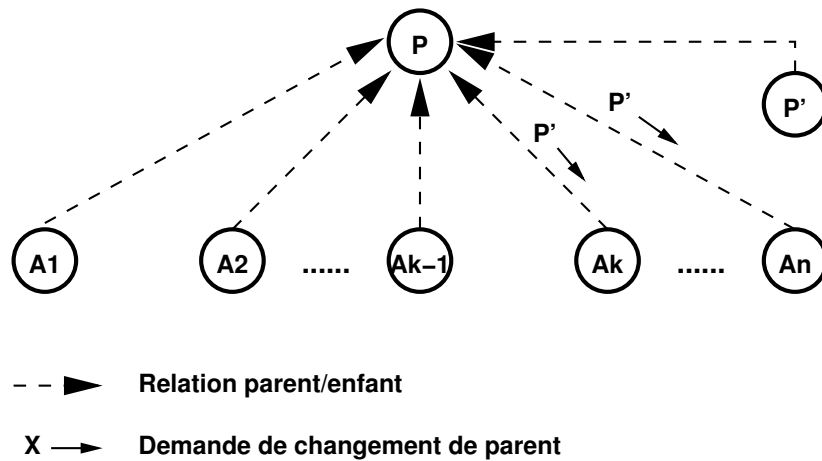 P
P'
P'
P'
A1 A2 ...... Ak−1 Ak ...... An
Relation parent/enfant
X Demande de changement de parent